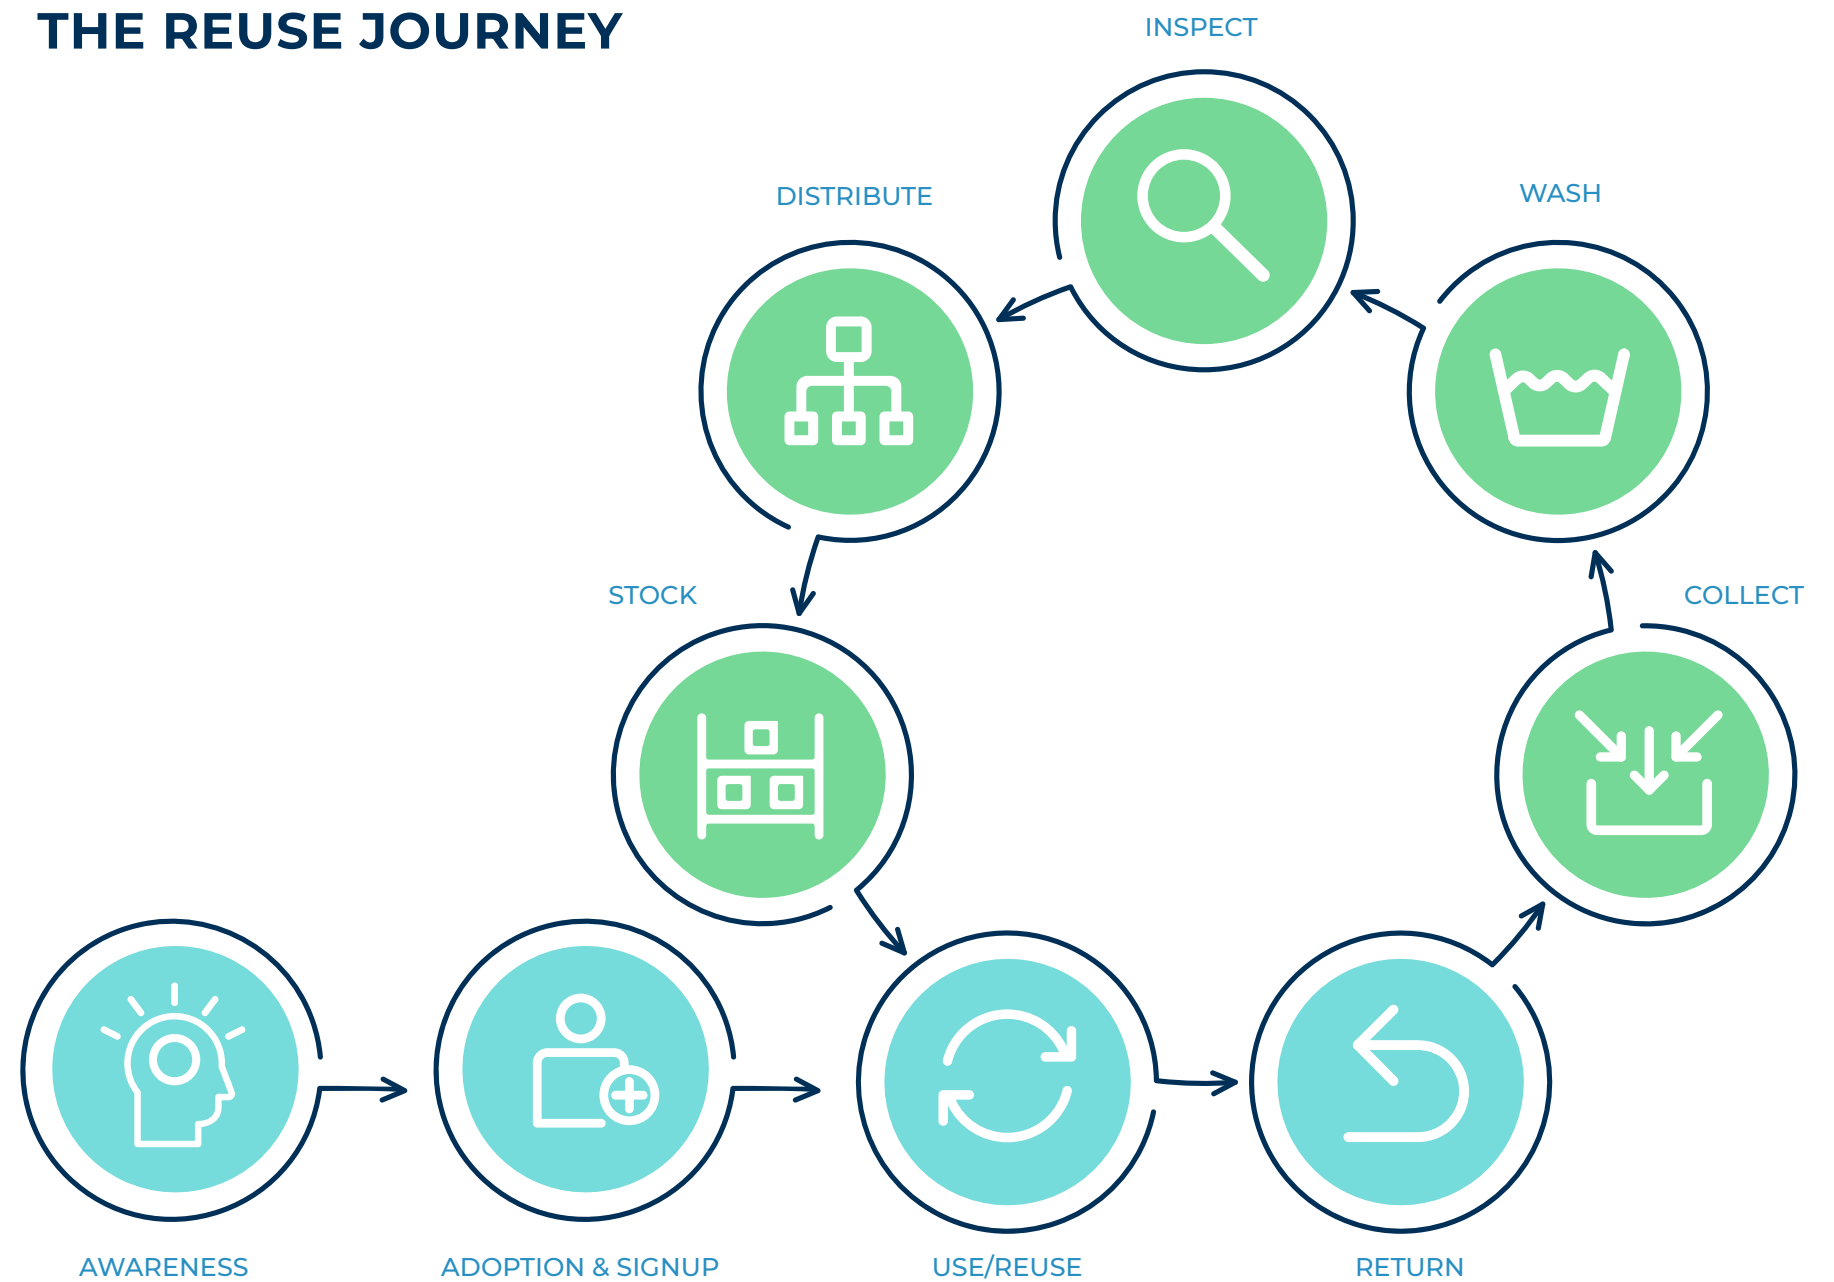 THE REUSE JOURNEY
INSPECT
DISTRIBUTE
WASH
STOCK
COLLECT
AWARENESS
ADOPTION & SIGNUP
USE/REUSE
RETURN